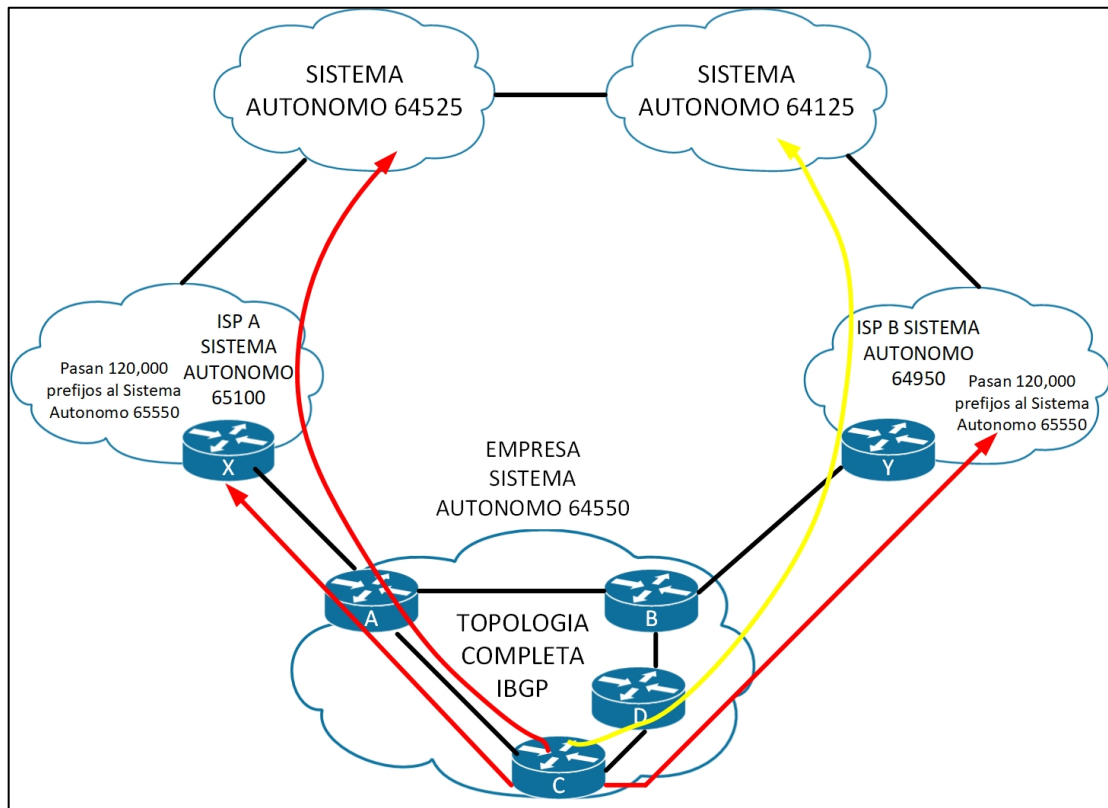 SISTEMA
AUTONOMO 64525
SISTEMA
AUTONOMO 64125
ISP A
SISTEMA
AUTONOMO
65100
Pasan 120,000
prefijos al Sistema
Autonomo 65550
X
ISP B SISTEMA
AUTONOMO
64950
Pasan 120,000
prefijos al Sistema
Autonomo 65550
Y
EMPRESA
SISTEMA
AUTONOMO 64550
A
B
TOPOLOGIA
COMPLETA
IBGP
D
C